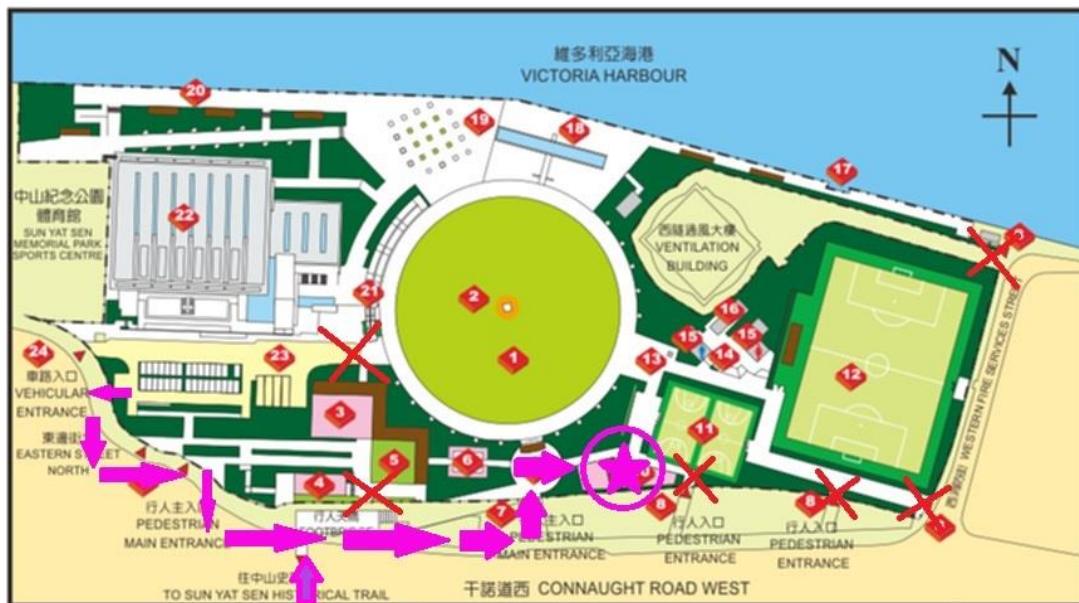 維多利亞海港
VICTORIA HARBOUR
N
20
19
18
17
中山紀念公園
體育館
SUN YAT SEN
MEMORIAL PARK
SPORTS CENTRE
22
西隧通風大樓
VENTILATION
BUILDING
21
2
1
16
15
15
14
13
12
24
23
車路入口
VEHICULAR
ENTRANCE
3
11
東邊街
EASTERN STREET
NORTH
5
6
4
行人主入口
PEDESTRIAN
MAIN ENTRANCE
7
主入口
PEDESTRIAN
MAIN ENTRANCE
8
行人入口
PEDESTRIAN
ENTRANCE
8
行人入口
PEDESTRIAN
ENTRANCE
WESTERN FIRE SERVICES STREET
往中山史
TO SUN YAT SEN HISTORICAL TRAIL
干諾道西 CONNAUGHT ROAD WEST